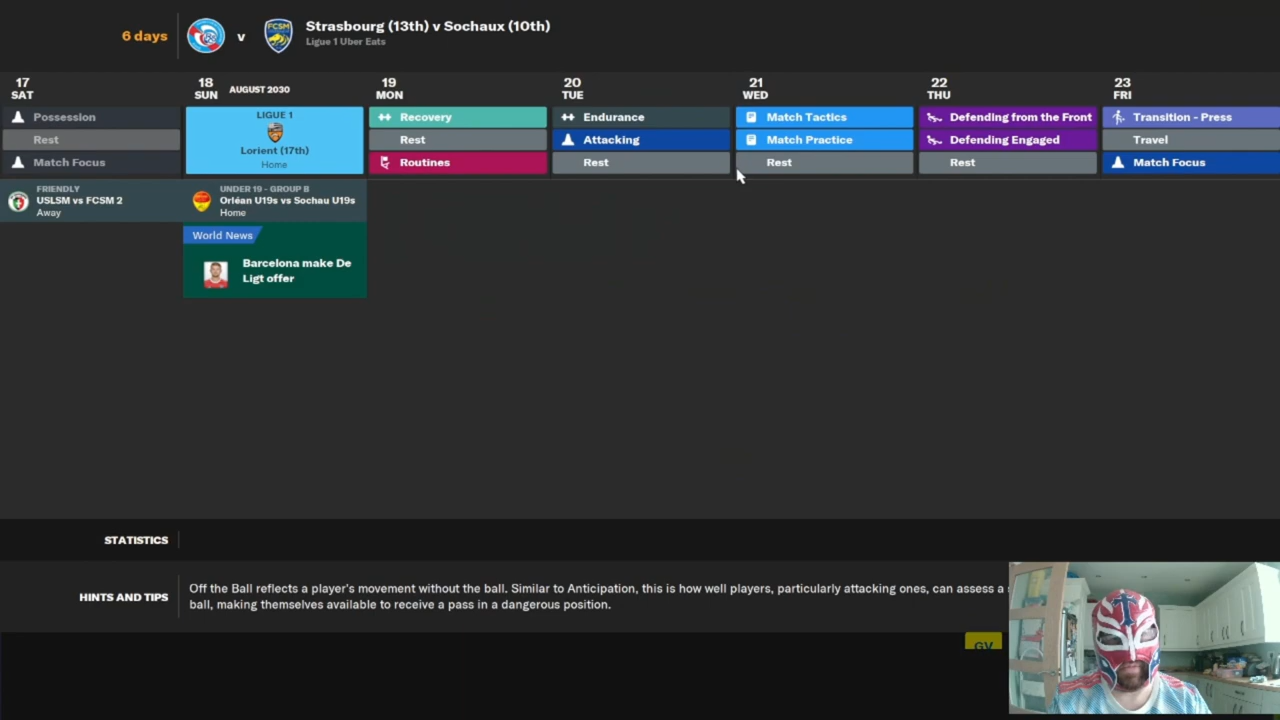 6 days
v
Strasbourg (13th) v Sochaux (10th)
Ligue 1 Uber Eats
17
SAT
18
SUN
AUGUST 2030
19
MON
20
TUE
21
WED
22
THU
23
FRI
Possession
Rest
Match Focus
LIGUE 1
Lorient (17th)
Home
Recovery
Rest
Routines
Endurance
Attacking
Rest
Match Tactics
Match Practice
Rest
Defending from the Front
Defending Engaged
Rest
Transition - Press
Travel
Match Focus
FRIENDLY
USLSM vs FCSM 2
Away
UNDER 19 - GROUP B
Orléan U19s vs Sochau U19s
Home
World News
Barcelona make De
Ligt offer
STATISTICS
HINTS AND TIPS
Off the Ball reflects a player's movement without the ball. Similar to Anticipation, this is how well players, particularly attacking ones, can assess a
ball, making themselves available to receive a pass in a dangerous position.
GV